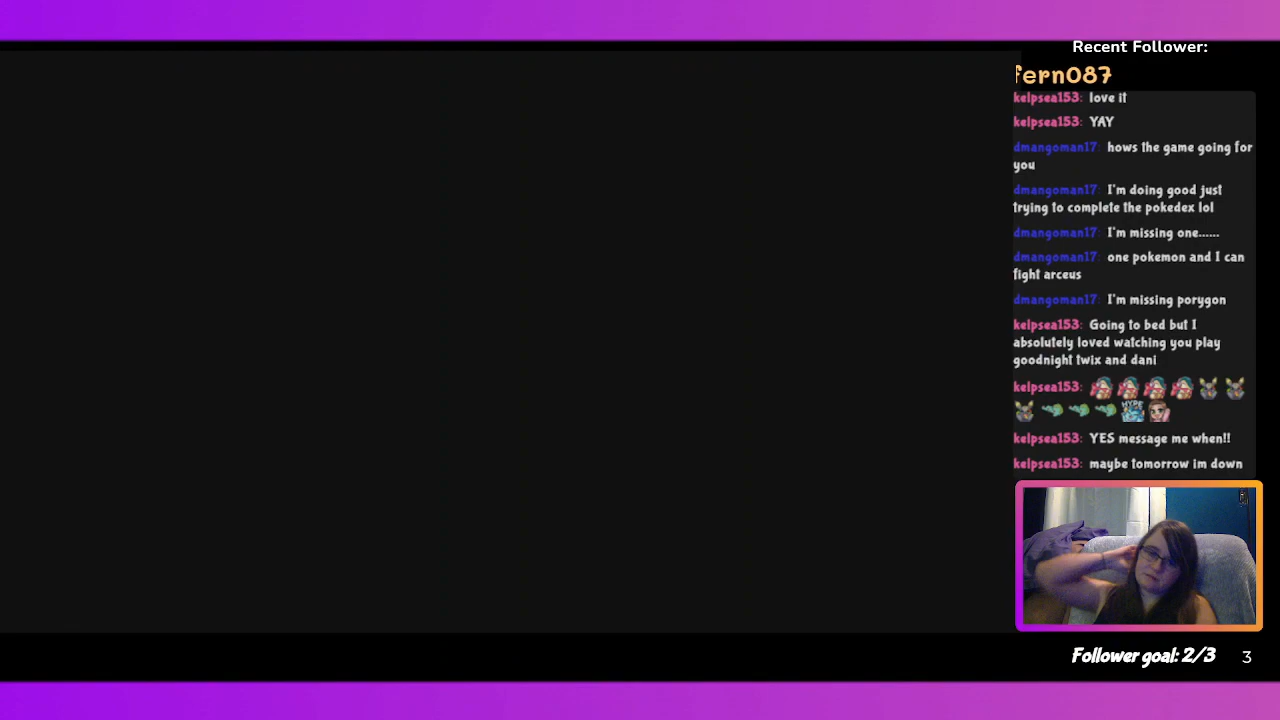 Recent Follower:
fern087
kelpsea153: love it
kelpsea153: YAY
dmangoman17: hows the game going for
you
dmangoman17: I'm doing good just
trying to complete the pokedex lol
dmangoman17: I'm missing one......
dmangoman17: one pokemon and I can
fight arceus
dmangoman17: I'm missing porygon
kelpsea153: Going to bed but I
absolutely loved watching you play
goodnight twix and dani
kelpsea153:
HYPE
kelpsea153: YES message me when!!
kelpsea153: maybe tomorrow im down
Follower goal: 2/3
3